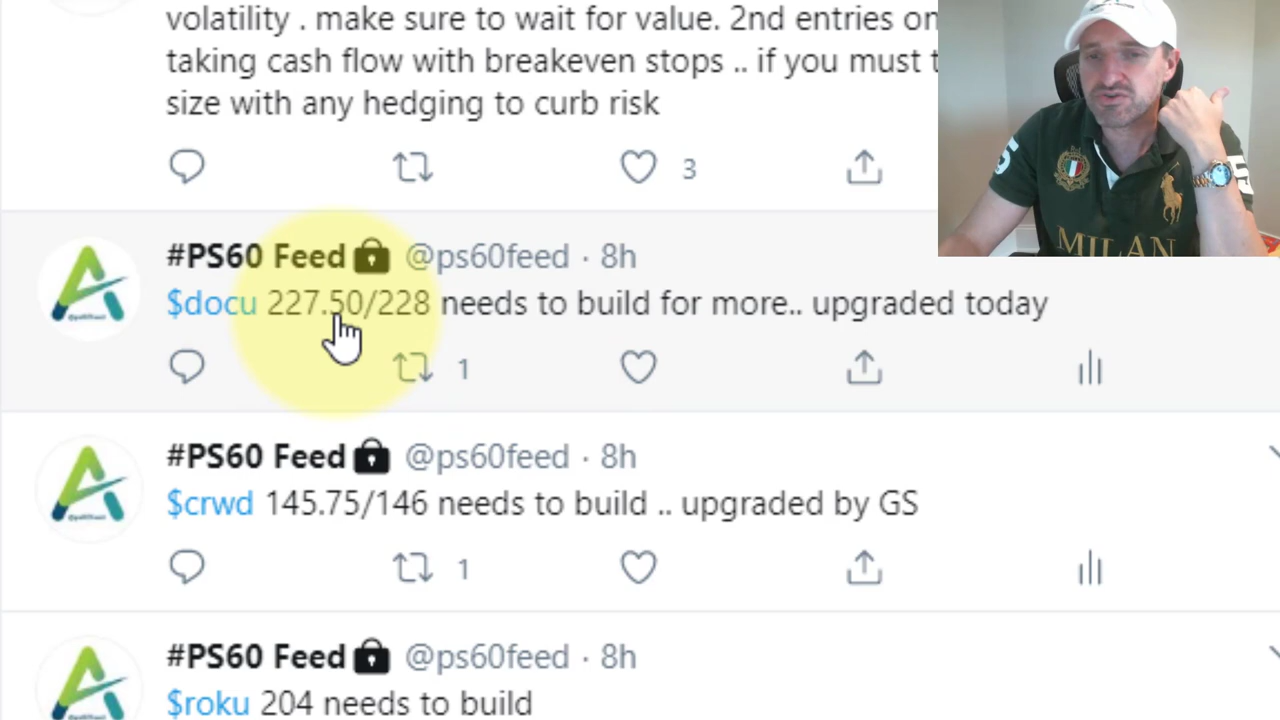 volatility . make sure to wait for value. 2nd entries on
taking cash flow with breakeven stops .. if you must t
size with any hedging to curb risk
3
#PS60 Feed @ps60feed · 8h
$docu 227.50/228 needs to build for more.. upgraded today
1
#PS60 Feed @ps60feed · 8h
$crwd 145.75/146 needs to build .. upgraded by GS
1
#PS60 Feed @ps60feed · 8h
$roku 204 needs to build
5
5
MILAN